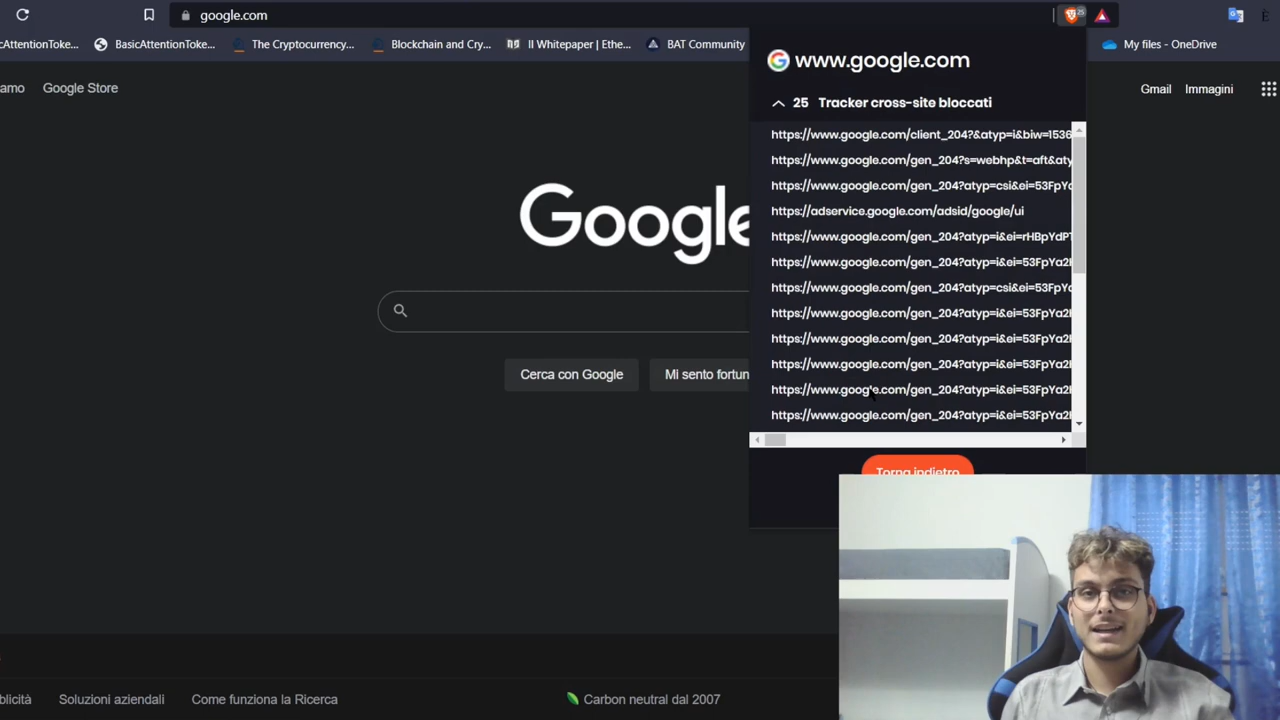 google.com
25
cAttentionToke...
BasicAttentionToke...
The Cryptocurrency...
Blockchain and Cry...
Il Whitepaper | Ethe...
BAT Community
My files - OneDrive
amo
Google Store
Gmail
Immagini
www.google.com
25 Tracker cross-site bloccati
https://www.google.com/client_204?&atyp=i&biw=1536
https://www.google.com/gen_204?s=webhp&t=aft&aty
https://www.google.com/gen_204?atyp=csi&ei=53FpYa
https://adservice.google.com/adsid/google/ui
https://www.google.com/gen_204?atyp=i&ei=rHBpYdPT
https://www.google.com/gen_204?atyp=i&ei=53FpYa2
https://www.google.com/gen_204?atyp=csi&ei=53FpYa
https://www.google.com/gen_204?atyp=i&ei=53FpYa2
https://www.google.com/gen_204?atyp=i&ei=53FpYa2
https://www.google.com/gen_204?atyp=i&ei=53FpYa2
https://www.google.com/gen_204?atyp=i&ei=53FpYa2
https://www.google.com/gen_204?atyp=i&ei=53FpYa2
Torna indietro
Google
Cerca con Google
Mi sento fortun
blicità
Soluzioni aziendali
Come funziona la Ricerca
Carbon neutral dal 2007